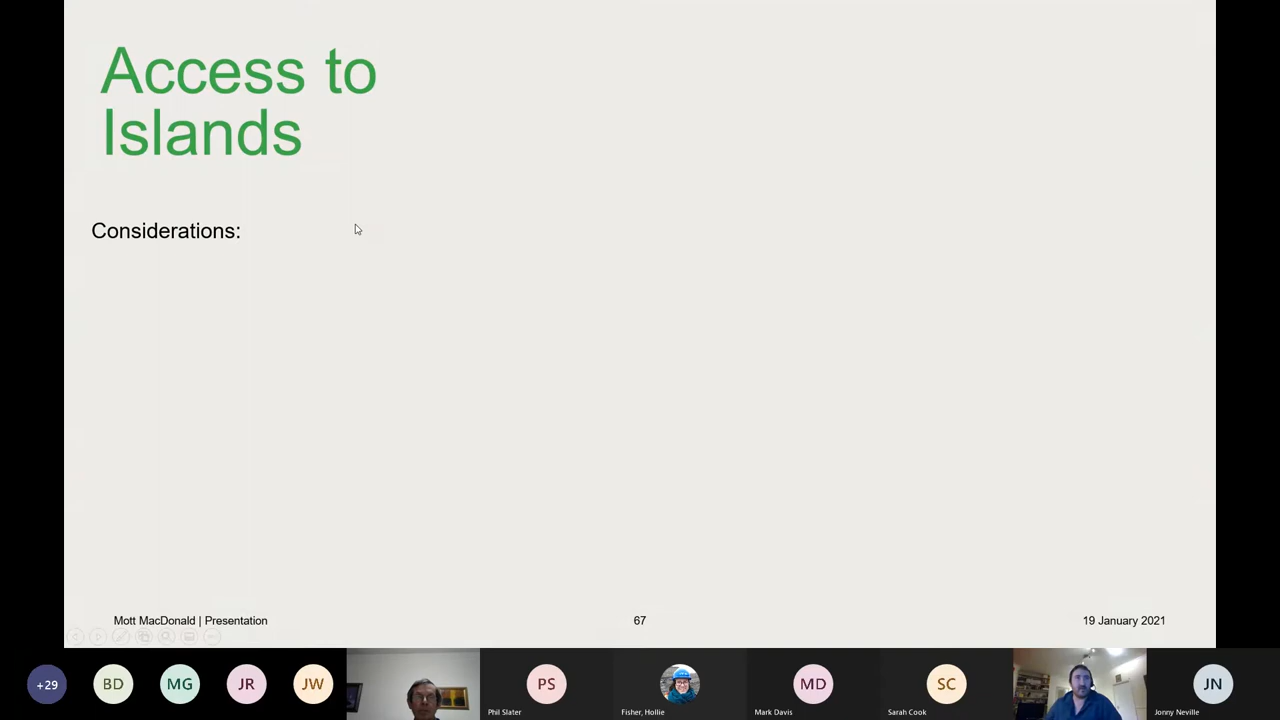 Access to
Islands
Considerations:
Mott MacDonald | Presentation
67
19 January 2021
+29
BD
MG
JR
JW
PS
Phil Slater
Fisher, Hollie
MD
Mark Davis
SC
Sarah Cook
JN
Jonny Neville